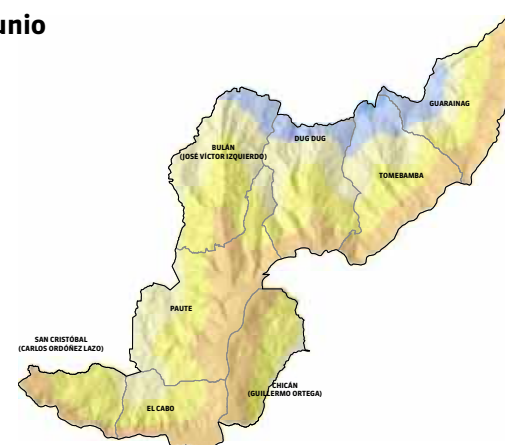 unio
GUARAINAG
DUG DUG
BULÁN
(JOSÉ VÍCTOR IZQUIERDO)
TOMEBAMBA
PAUTE
SAN CRISTÓBAL
(CARLOS ORDÓÑEZ LAZO)
CHICÁN
(GUILLERMO ORTEGA)
EL CABO